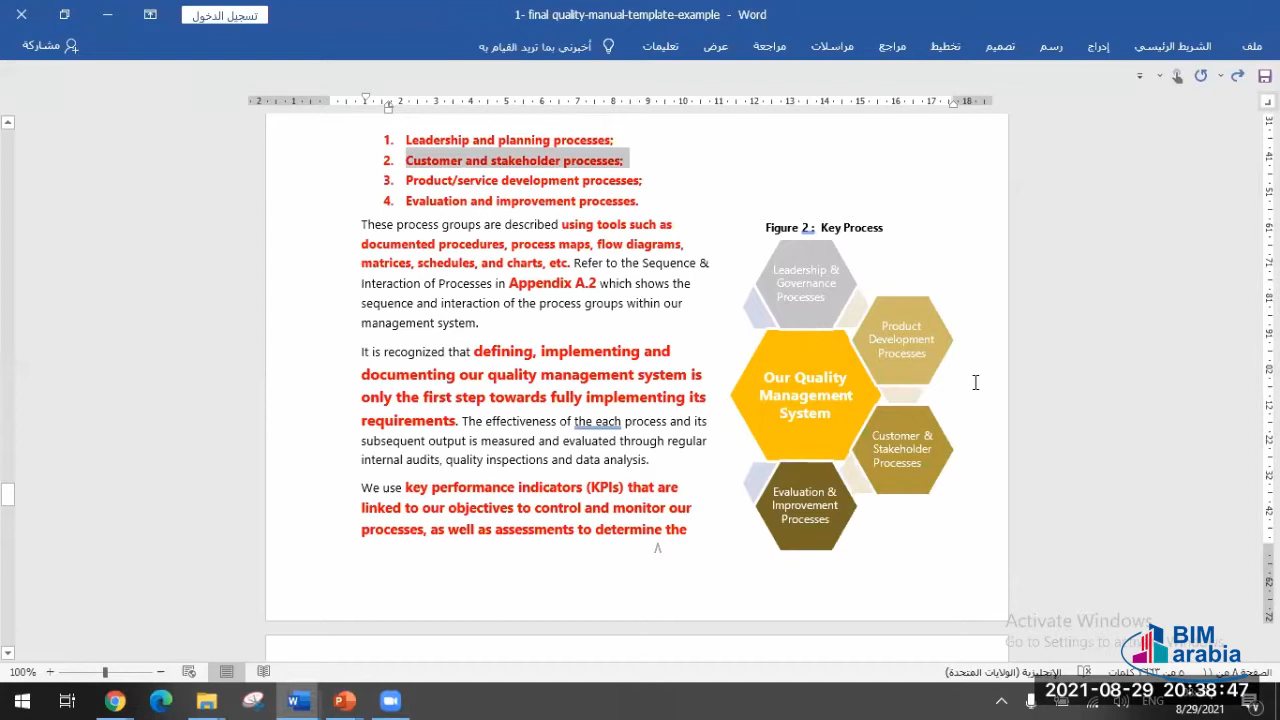 1- final quality-manual-template-example – Word
تسجيل الدخول
ملف الشريط الرئيسي إدراج رسم تصميم تخطيط مراجع مراسلات مراجعة عرض تعليمات أخبرني بما تريد القيام به
مشاركة
1. Leadership and planning processes;
2. Customer and stakeholder processes;
3. Product/service development processes;
4. Evaluation and improvement processes.
These process groups are described using tools such as
documented procedures, process maps, flow diagrams,
matrices, schedules, and charts, etc. Refer to the Sequence &
Interaction of Processes in Appendix A.2 which shows the
sequence and interaction of the process groups within our
management system.
It is recognized that defining, implementing and
documenting our quality management system is
only the first step towards fully implementing its
requirements. The effectiveness of the each process and its
subsequent output is measured and evaluated through regular
internal audits, quality inspections and data analysis.
We use key performance indicators (KPIs) that are
linked to our objectives to control and monitor our
processes, as well as assessments to determine the
Figure 2 : Key Process
Leadership &
Governance
Processes
Product
Development
Processes
Our Quality
Management
System
Customer &
Stakeholder
Processes
Evaluation &
Improvement
Processes
Activate Windows
Go to Settings to
BIM
arabia
100%
الإنجليزية (الولايات المتحدة)
2021-08-29 20:38:47
ENG
8/29/2021